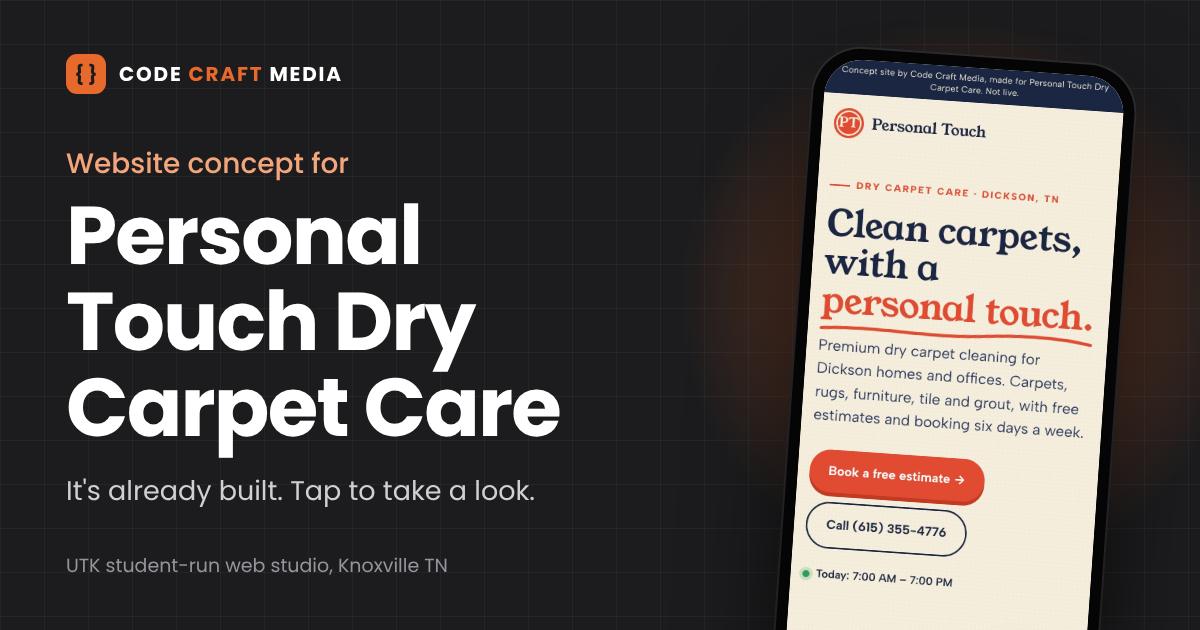 { } CODE CRAFT MEDIA
Website concept for
Personal
Touch Dry
Carpet Care
It's already built. Tap to take a look.
UTK student-run web studio, Knoxville TN
Concept site by Code Craft Media, made for Personal Touch Dry
Carpet Care. Not live.
PT Personal Touch
DRY CARPET CARE · DICKSON, TN
Clean carpets,
with a
personal touch.
Premium dry carpet cleaning for
Dickson homes and offices. Carpets,
rugs, furniture, tile and grout, with free
estimates and booking six days a week.
Book a free estimate →
Call (615) 355-4776
Today: 7:00 AM – 7:00 PM